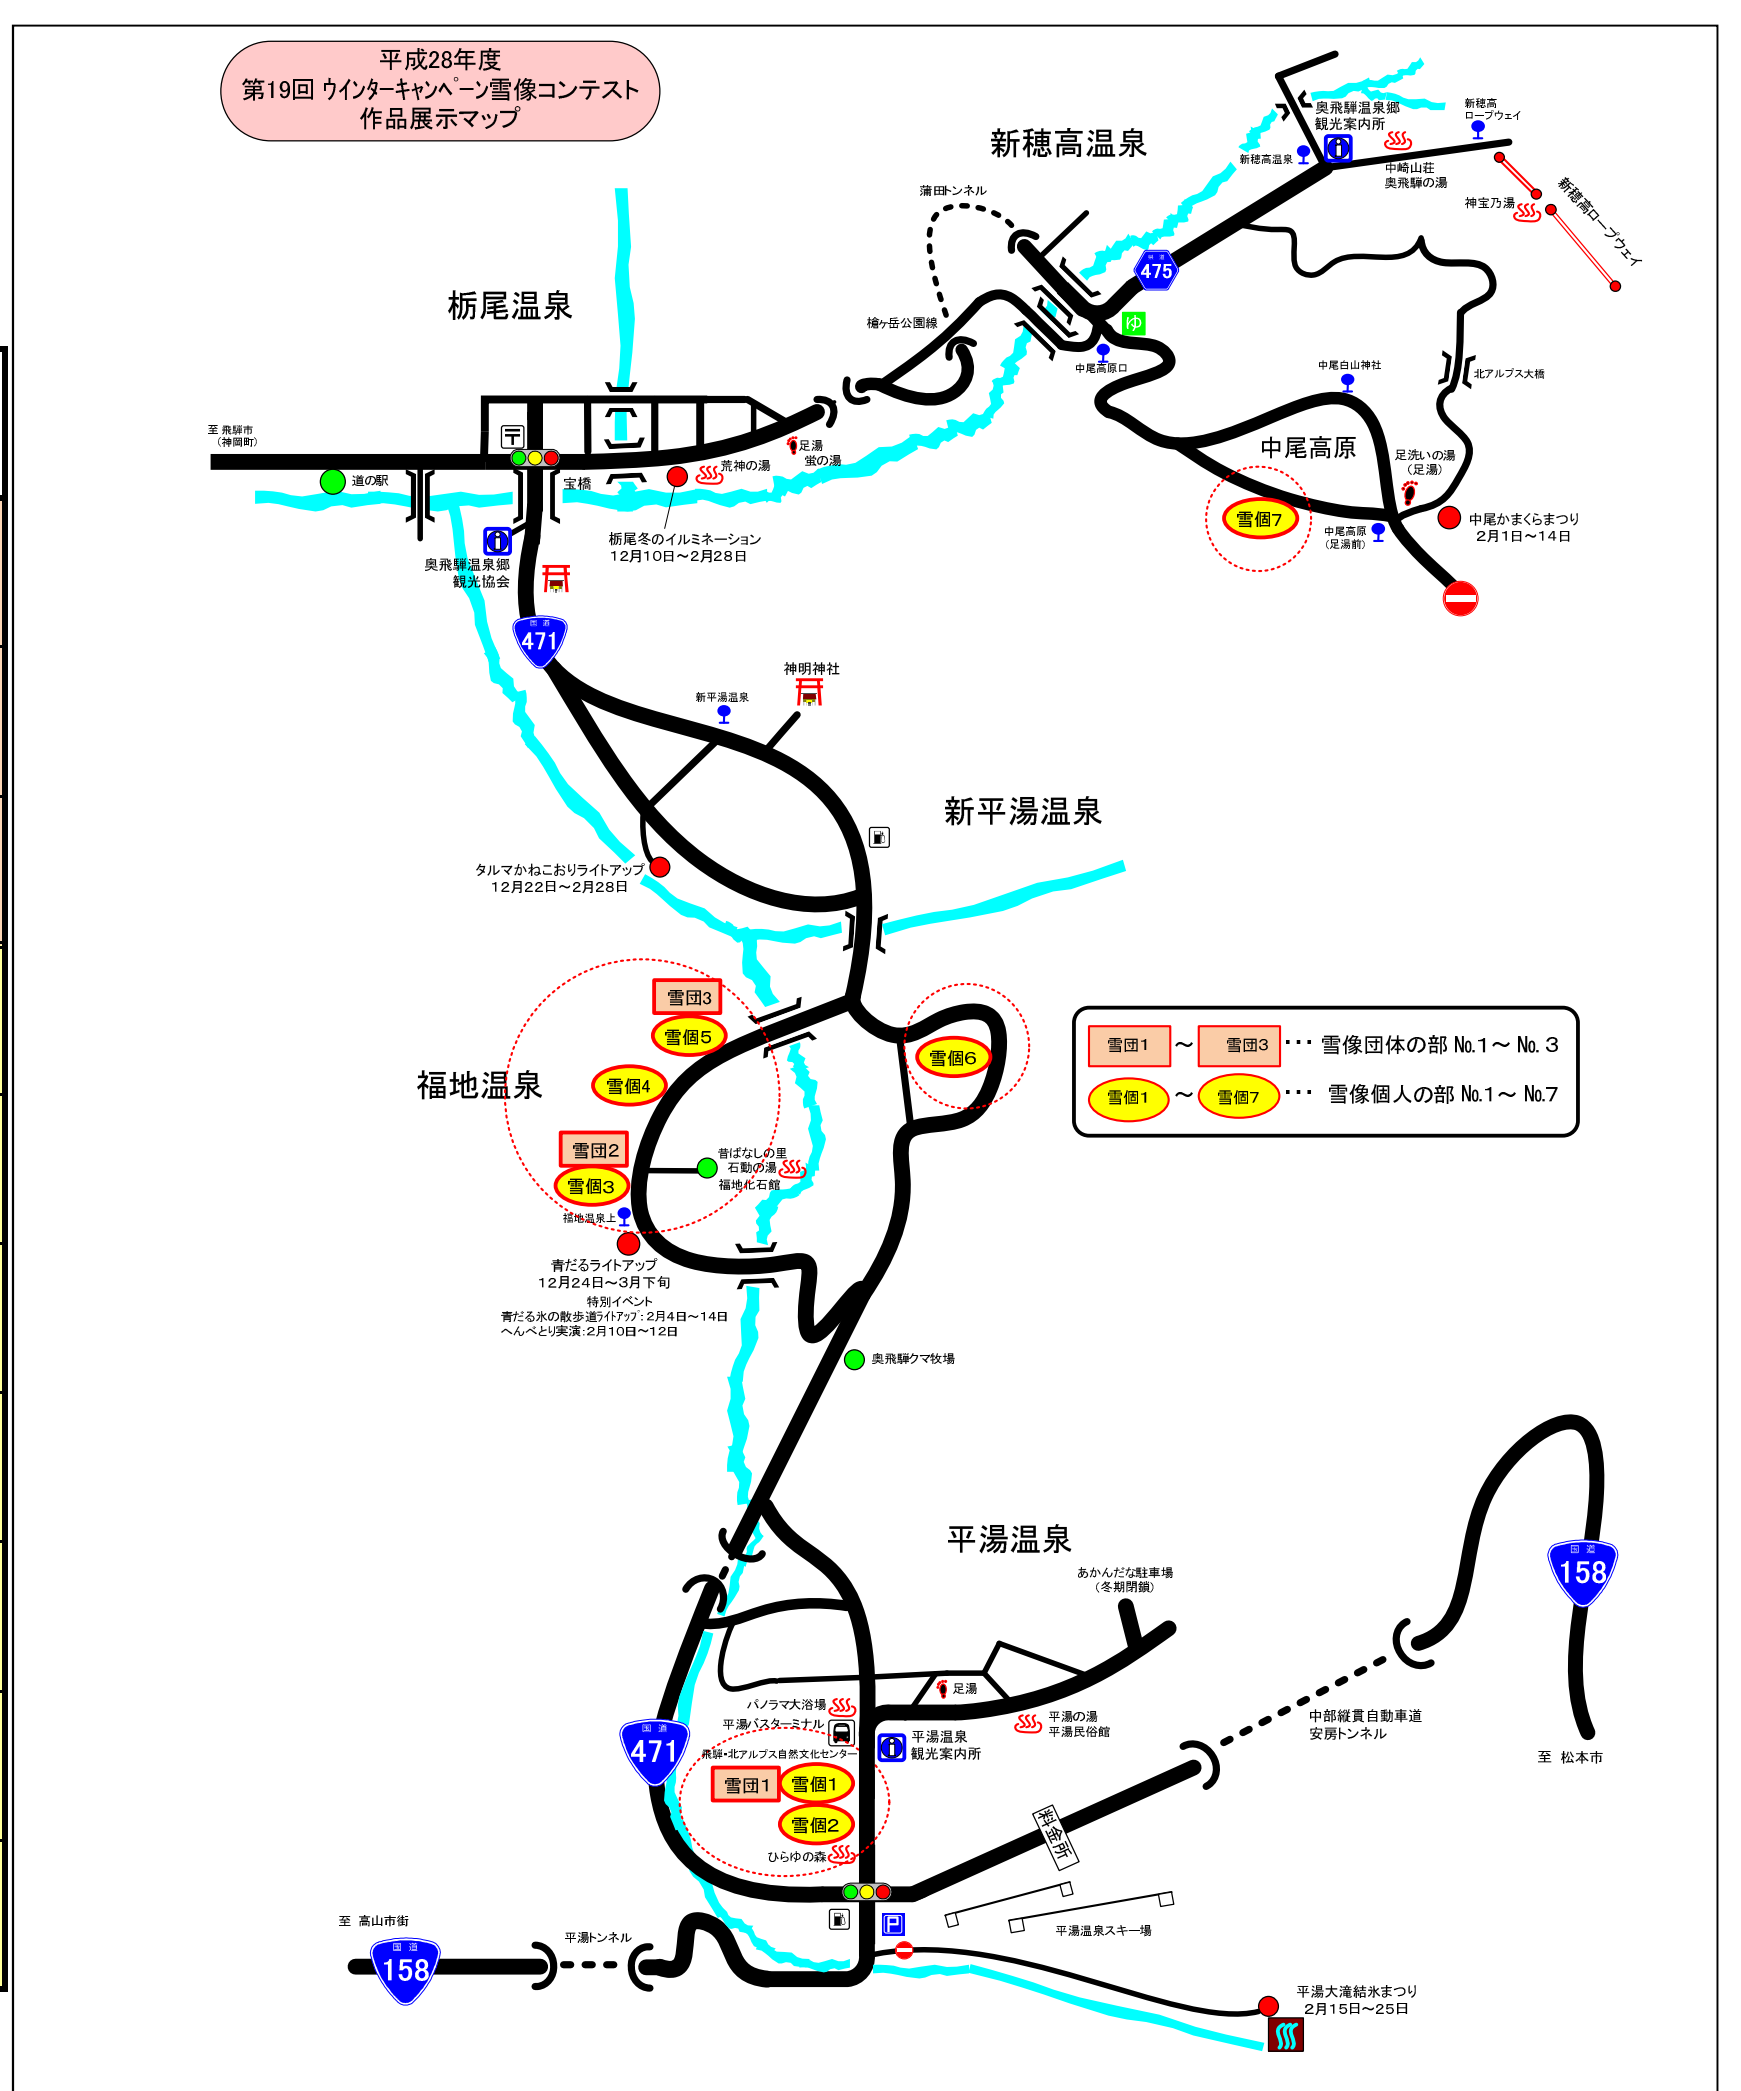 平成28年度
第19回 ウインターキャンペーン雪像コンテスト
作品展示マップ
新穂高温泉
奥飛騨温泉郷
観光案内所
新穂高
ロープウェイ
新穂高温泉
中崎山荘
奥飛騨の湯
神宝乃湯
新穂高ロープウェイ
蒲田トンネル
475
栃尾温泉
槍ヶ岳公園線
ゆ
中尾高原口
中尾白山神社
北アルプス大橋
至 飛騨市
(神岡町)
〒
足湯
蛍の湯
中尾高原
足洗いの湯
(足湯)
道の駅
宝橋
荒神の湯
雪個7
中尾高原
(足湯前)
中尾かまくらまつり
2月1日～14日
栃尾冬のイルミネーション
12月10日～2月28日
奥飛騨温泉郷
観光協会
国道
471
神明神社
新平湯温泉
新平湯温泉
タルマかねこおりライトアップ
12月22日～2月28日
雪団3
雪個5
雪個6
雪団1 ～ 雪団3 ･･･ 雪像団体の部 №.1～ №. 3
雪個1 ～ 雪個7 ･･･ 雪像個人の部 №.1～ №.7
福地温泉
雪個4
雪団2
雪個3
昔ばなしの里
石動の湯
福地化石館
福地温泉上
青だるライトアップ
12月24日～3月下旬
特別イベント
青だる氷の散歩道ライトアップ：2月4日～14日
へんべとり実演：2月10日～12日
奥飛騨クマ牧場
平湯温泉
あかんだな駐車場
(冬期閉鎖)
国道
158
足湯
パノラマ大浴場
平湯バスターミナル
平湯の湯
平湯民俗館
平湯温泉
観光案内所
中部縦貫自動車道
安房トンネル
至 松本市
国道
471
飛騨・北アルプス自然文化センター
雪団1
雪個1
雪個2
ひらゆの森
料金所
P
平湯温泉スキー場
至 高山市街
平湯トンネル
国道
158
平湯大滝結氷まつり
2月15日～25日